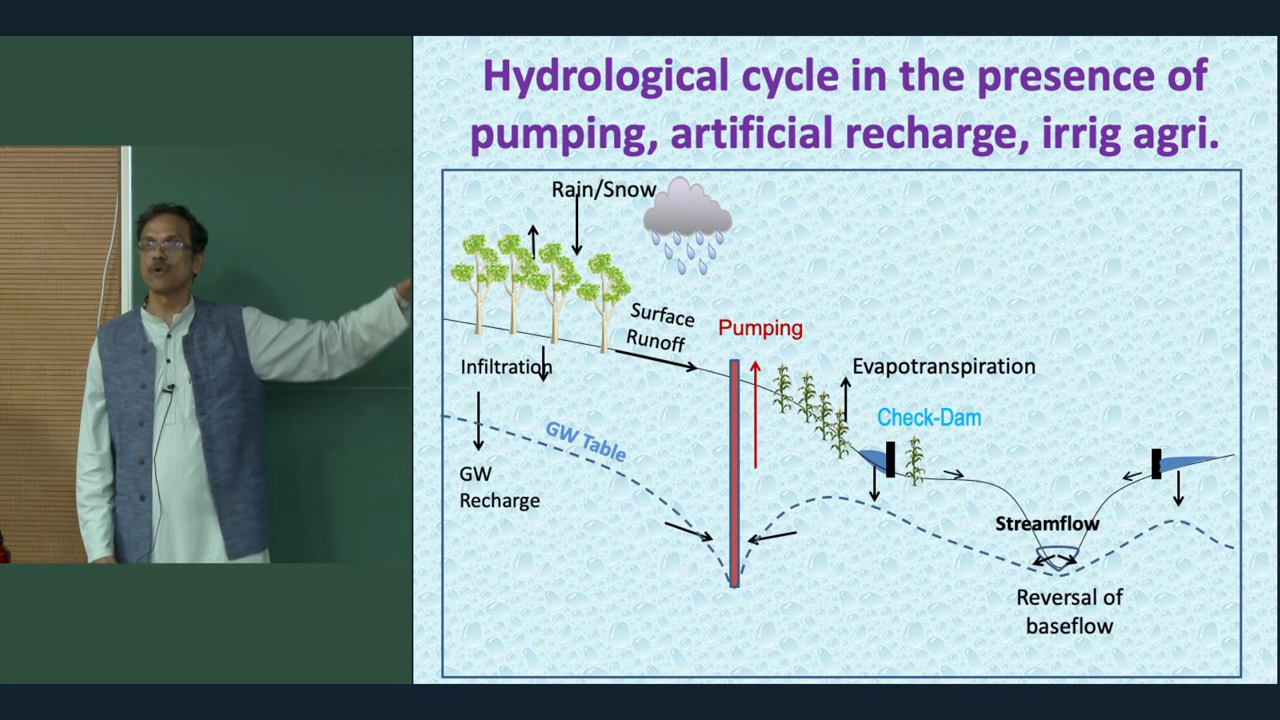 Hydrological cycle in the presence of
pumping, artificial recharge, irrig agri.
Rain/Snow
Surface
Runoff
Pumping
Infiltration
Evapotranspiration
Check-Dam
GW Table
GW
Recharge
Streamflow
Reversal of
baseflow